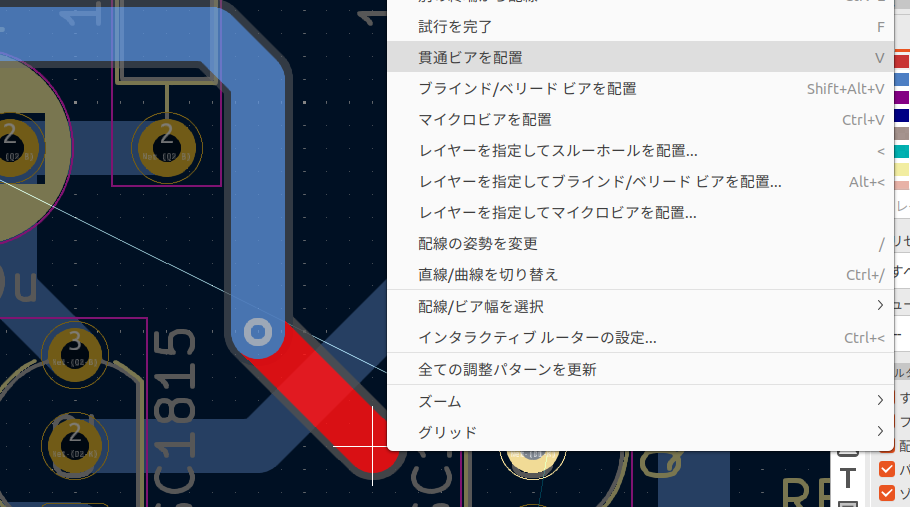 試行を完了 F
貫通ビアを配置 V
ブラインド/ベリード ビアを配置 Shift+Alt+V
マイクロビアを配置 Ctrl+V
レイヤーを指定してスルーホールを配置... <
レイヤーを指定してブラインド/ベリード ビアを配置... Alt+<
レイヤーを指定してマイクロビアを配置...
配線の姿勢を変更 /
直線/曲線を切り替え Ctrl+/
配線/ビア幅を選択
インタラクティブ ルーターの設定... Ctrl+<
全ての調整パターンを更新
ズーム
グリッド
2
2
3
2
SC1815
T